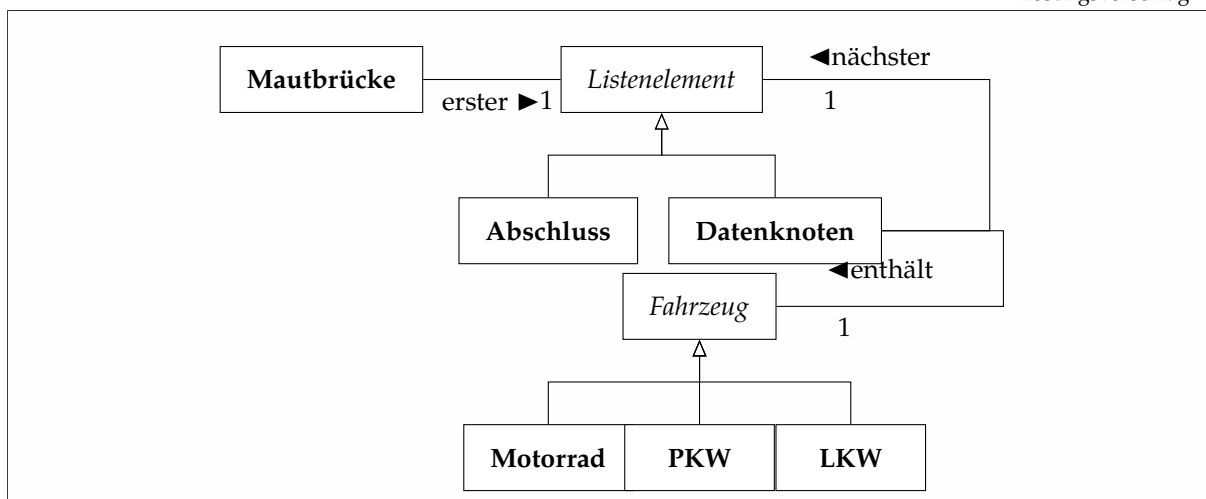 Mautbrücke
erster ►1
Listenelement
◄nächster
1
Abschluss
Datenknoten
◄enthält
Fahrzeug
1
Motorrad
PKW
LKW